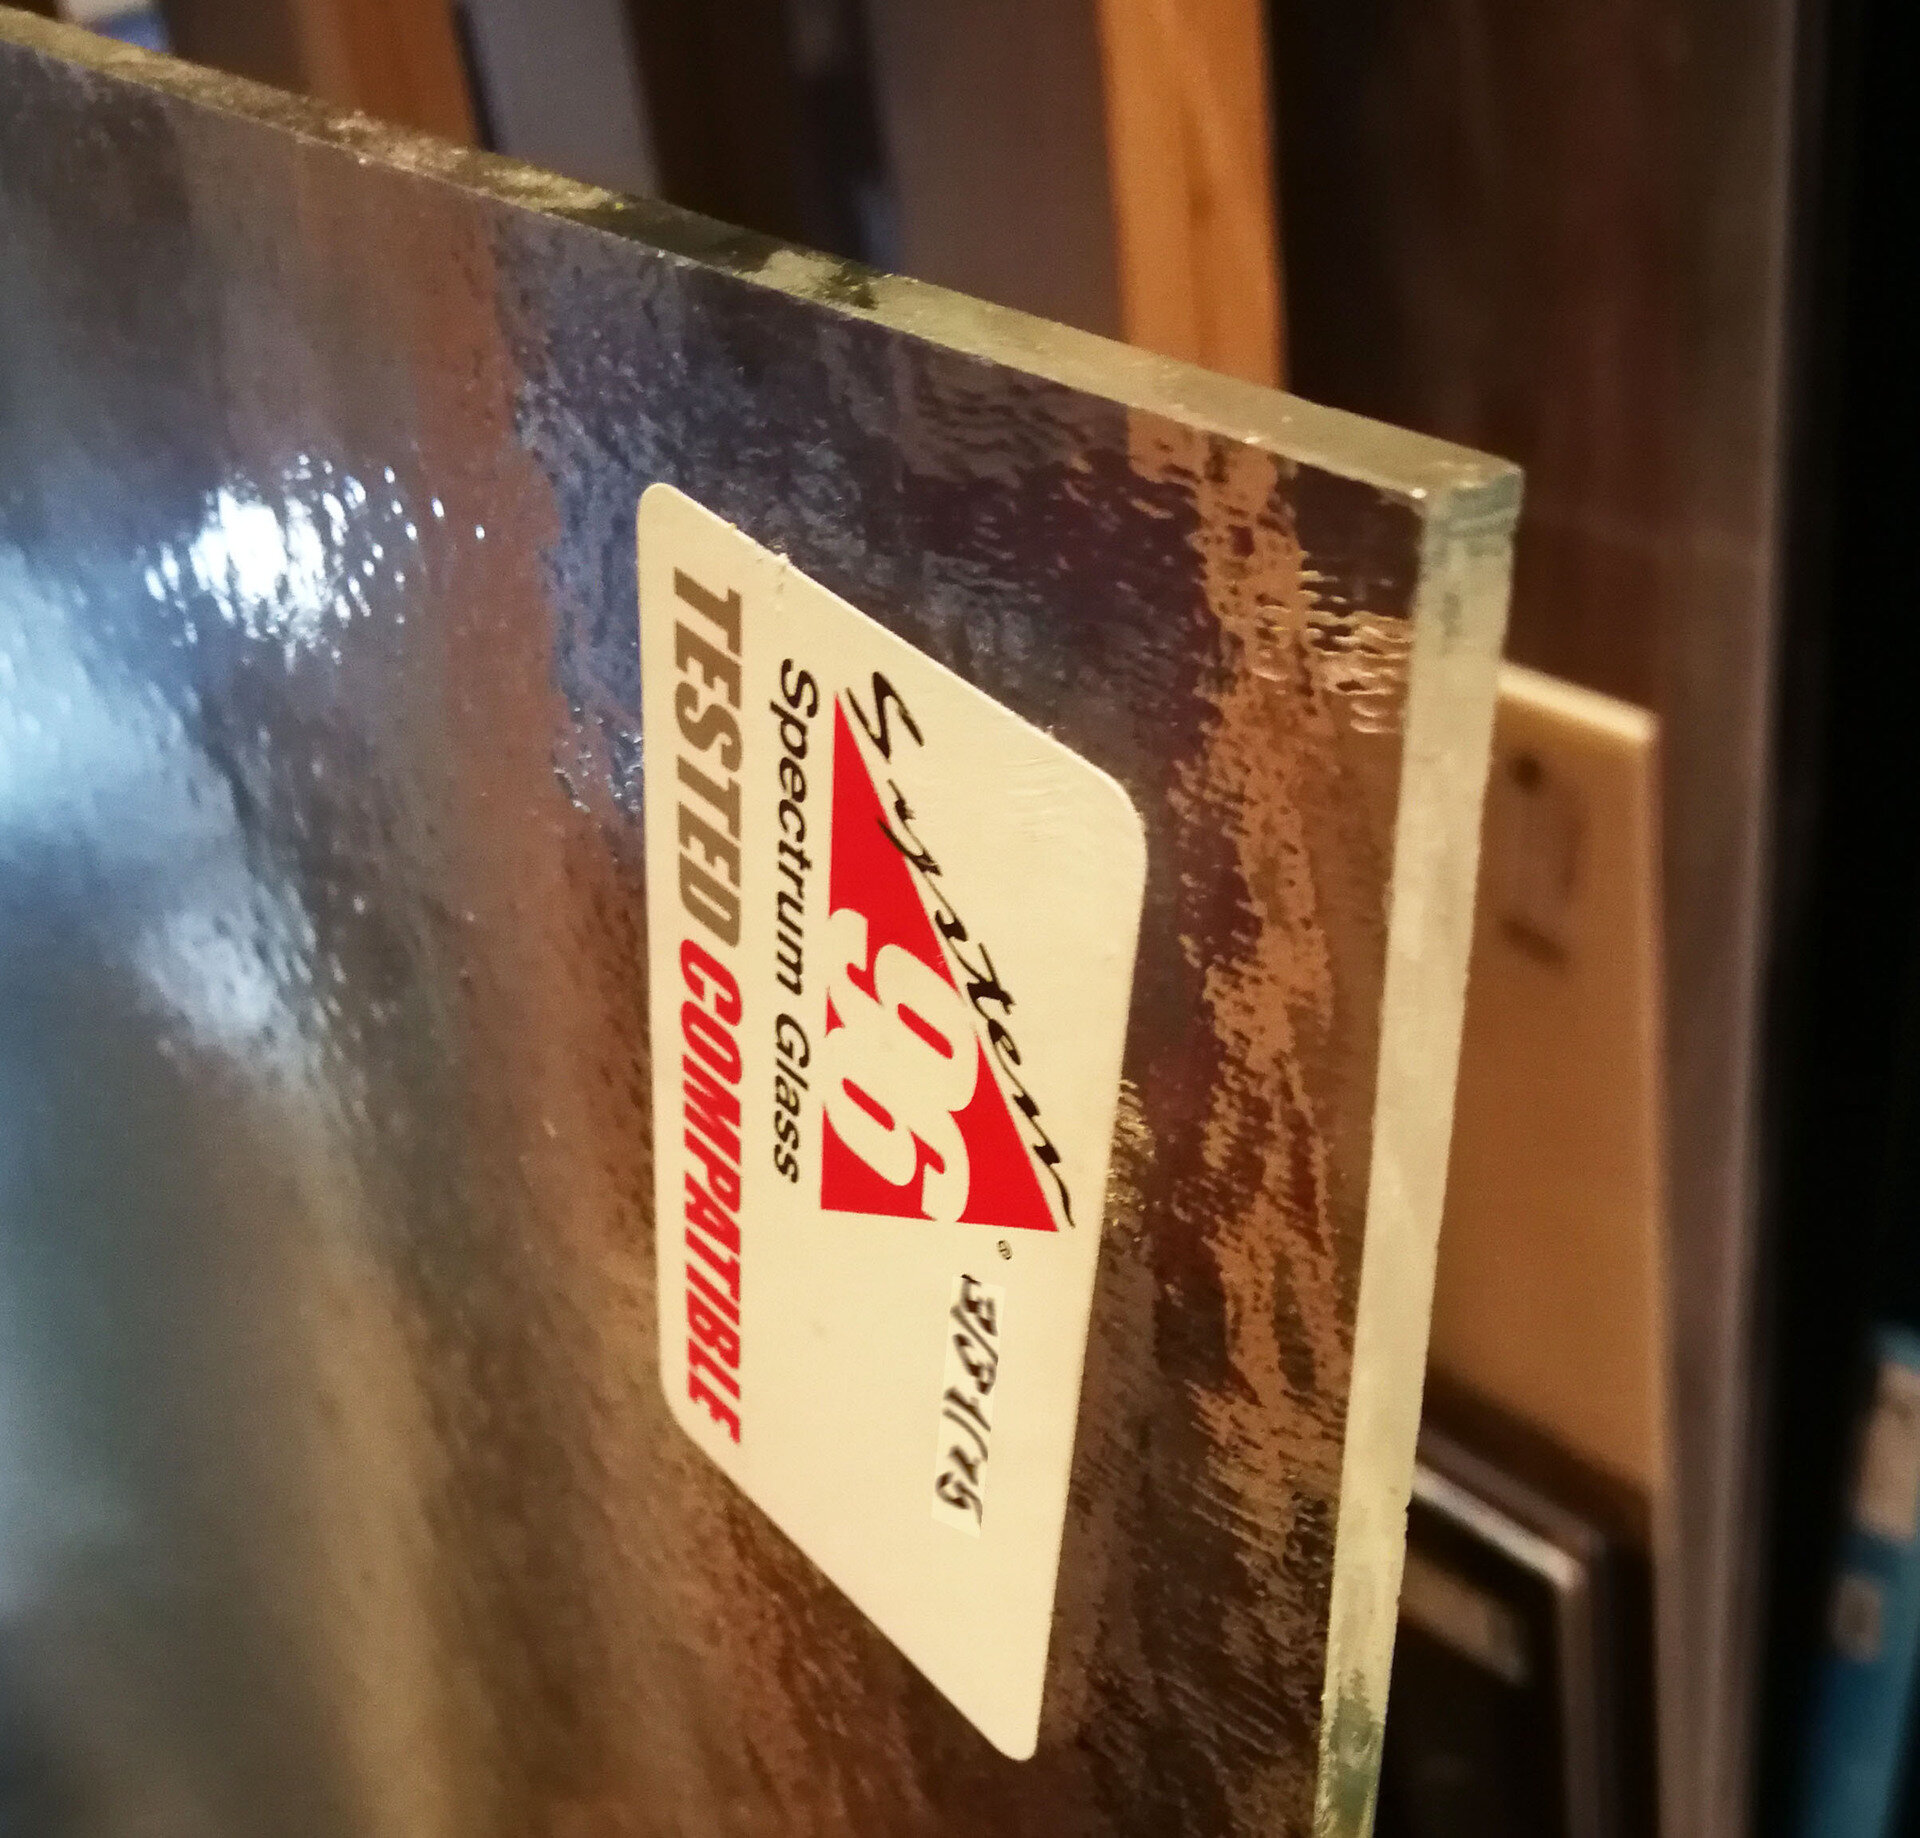 System
96®
Spectrum Glass
TESTED COMPATIBLE